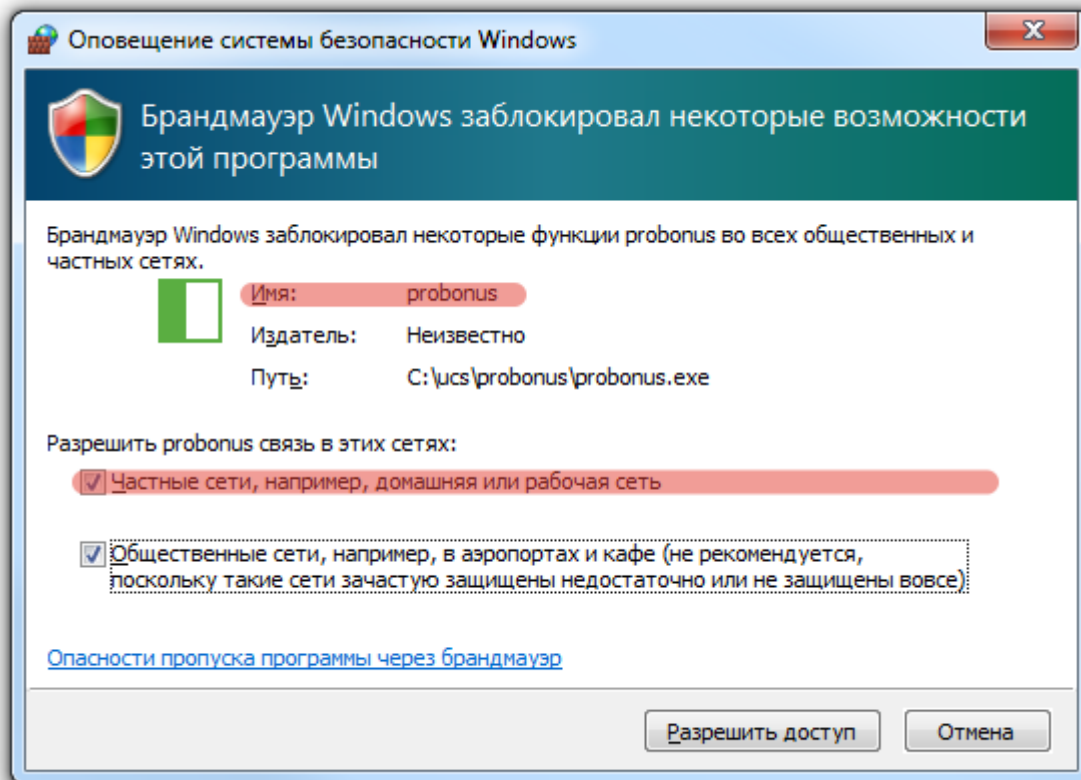 Оповещение системы безопасности Windows
Брандмауэр Windows заблокировал некоторые возможности
этой программы
Брандмауэр Windows заблокировал некоторые функции probonus во всех общественных и
частных сетях.
Имя: probonus
Издатель: Неизвестно
Путь: C:\ucs\probonus\probonus.exe
Разрешить probonus связь в этих сетях:
Частные сети, например, домашняя или рабочая сеть
Общественные сети, например, в аэропортах и кафе (не рекомендуется,
поскольку такие сети зачастую защищены недостаточно или не защищены вовсе)
Опасности пропуска программы через брандмауэр
Разрешить доступ Отмена